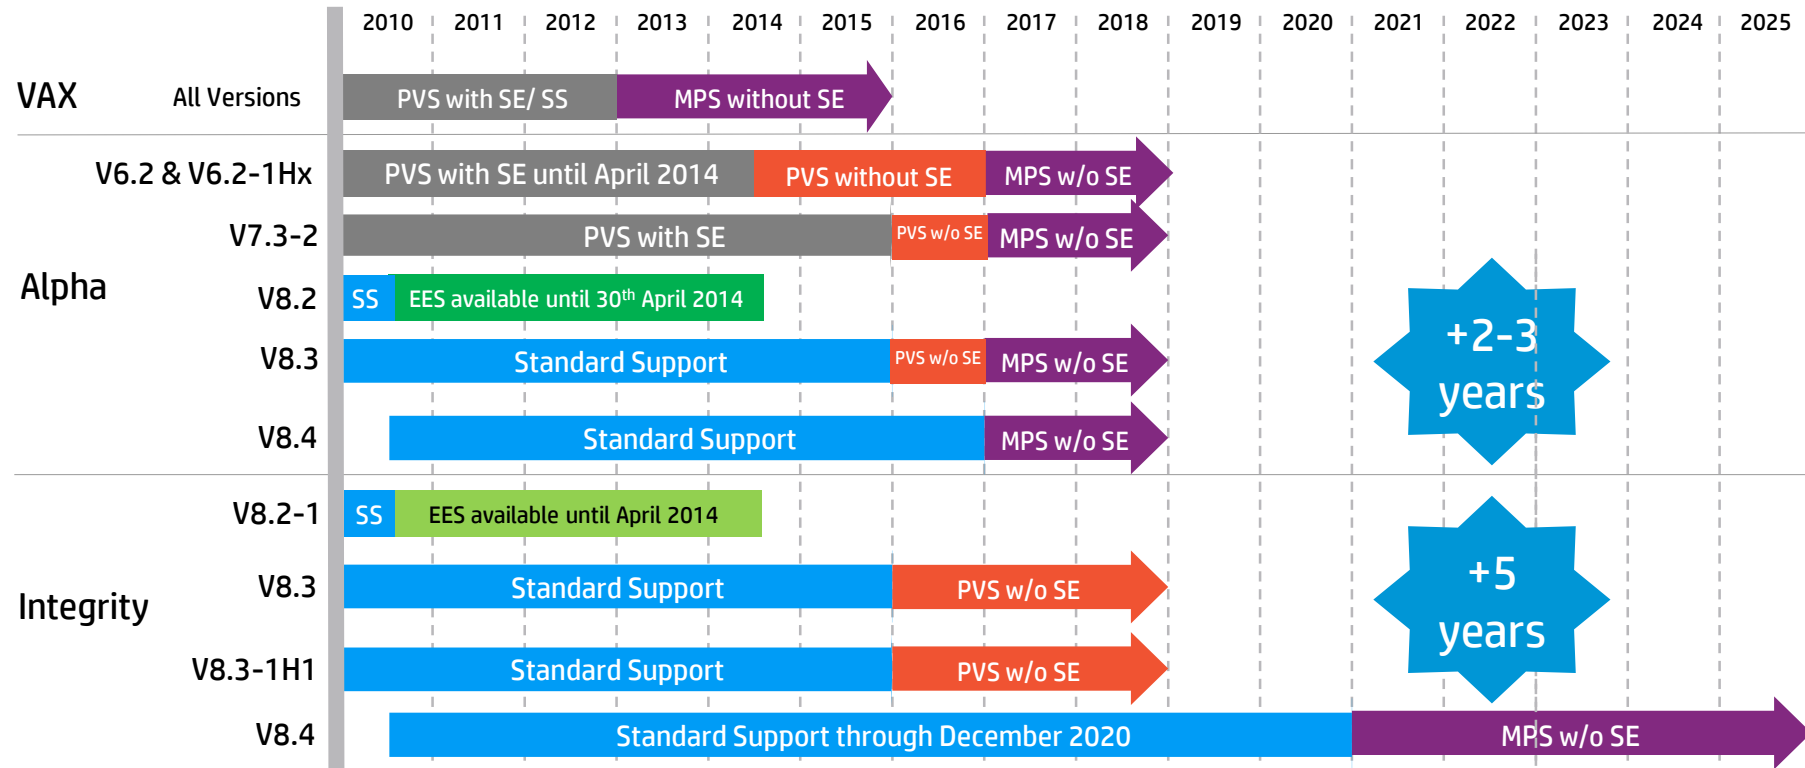 2010 2011 2012 2013 2014 2015 2016 2017 2018 2019 2020 2021 2022 2023 2024 2025
VAX All Versions PVS with SE/ SS MPS without SE
V6.2 & V6.2-1Hx PVS with SE until April 2014 PVS without SE MPS w/o SE
V7.3-2 PVS with SE PVS w/o SE MPS w/o SE
Alpha
V8.2 SS EES available until 30th April 2014
V8.3 Standard Support PVS w/o SE MPS w/o SE
+2-3
years
V8.4 Standard Support MPS w/o SE
V8.2-1 SS EES available until April 2014
V8.3 Standard Support PVS w/o SE
Integrity
+5
years
V8.3-1H1 Standard Support PVS w/o SE
V8.4 Standard Support through December 2020 MPS w/o SE